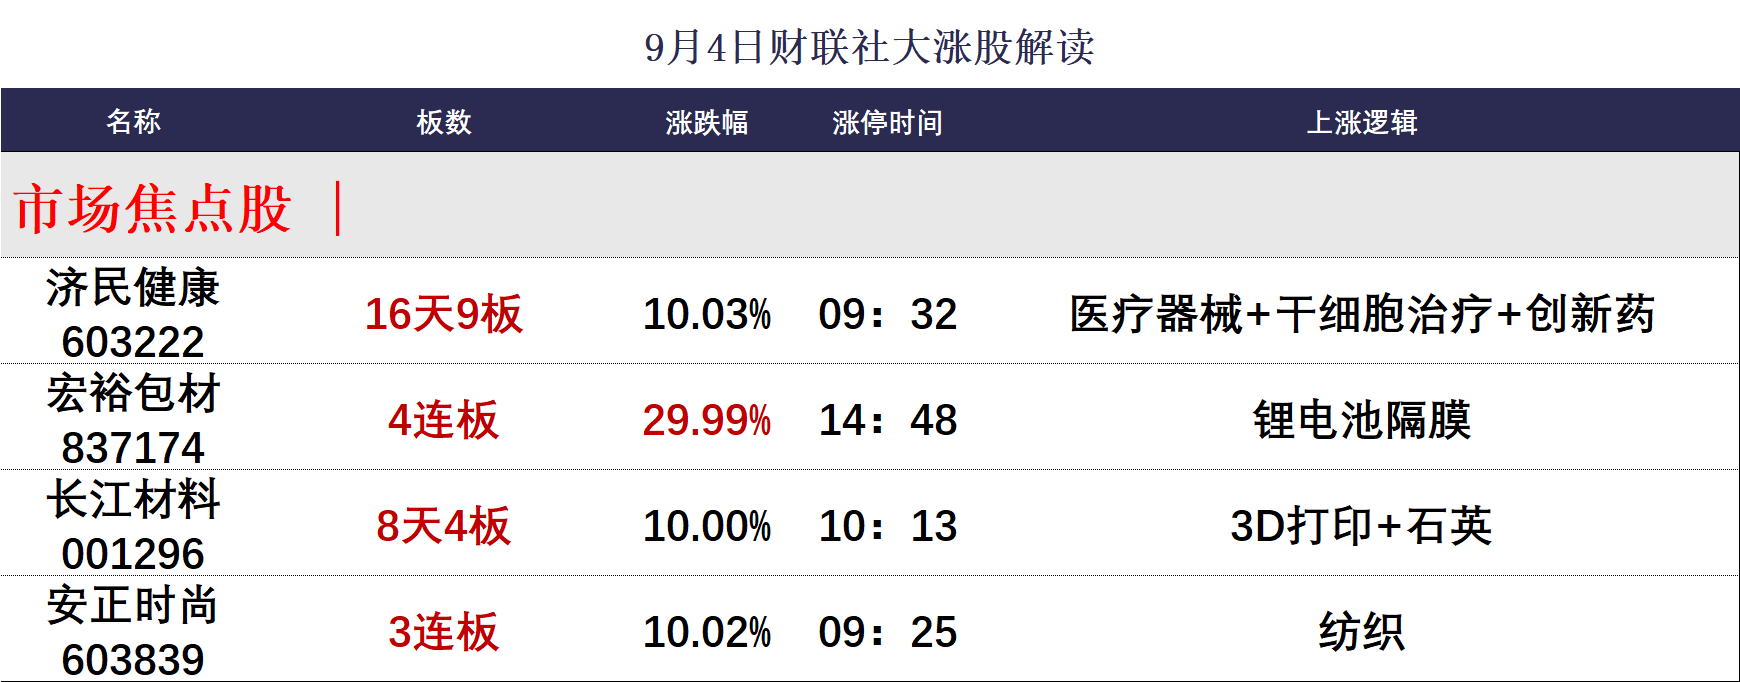 9月4日财联社大涨股解读
名称 板数 涨跌幅 涨停时间 上涨逻辑
市场焦点股 |
济民健康
603222 16天9板 10.03% 09：32 医疗器械+干细胞治疗+创新药
宏裕包材
837174 4连板 29.99% 14：48 锂电池隔膜
长江材料
001296 8天4板 10.00% 10：13 3D打印+石英
安正时尚
603839 3连板 10.02% 09：25 纺织